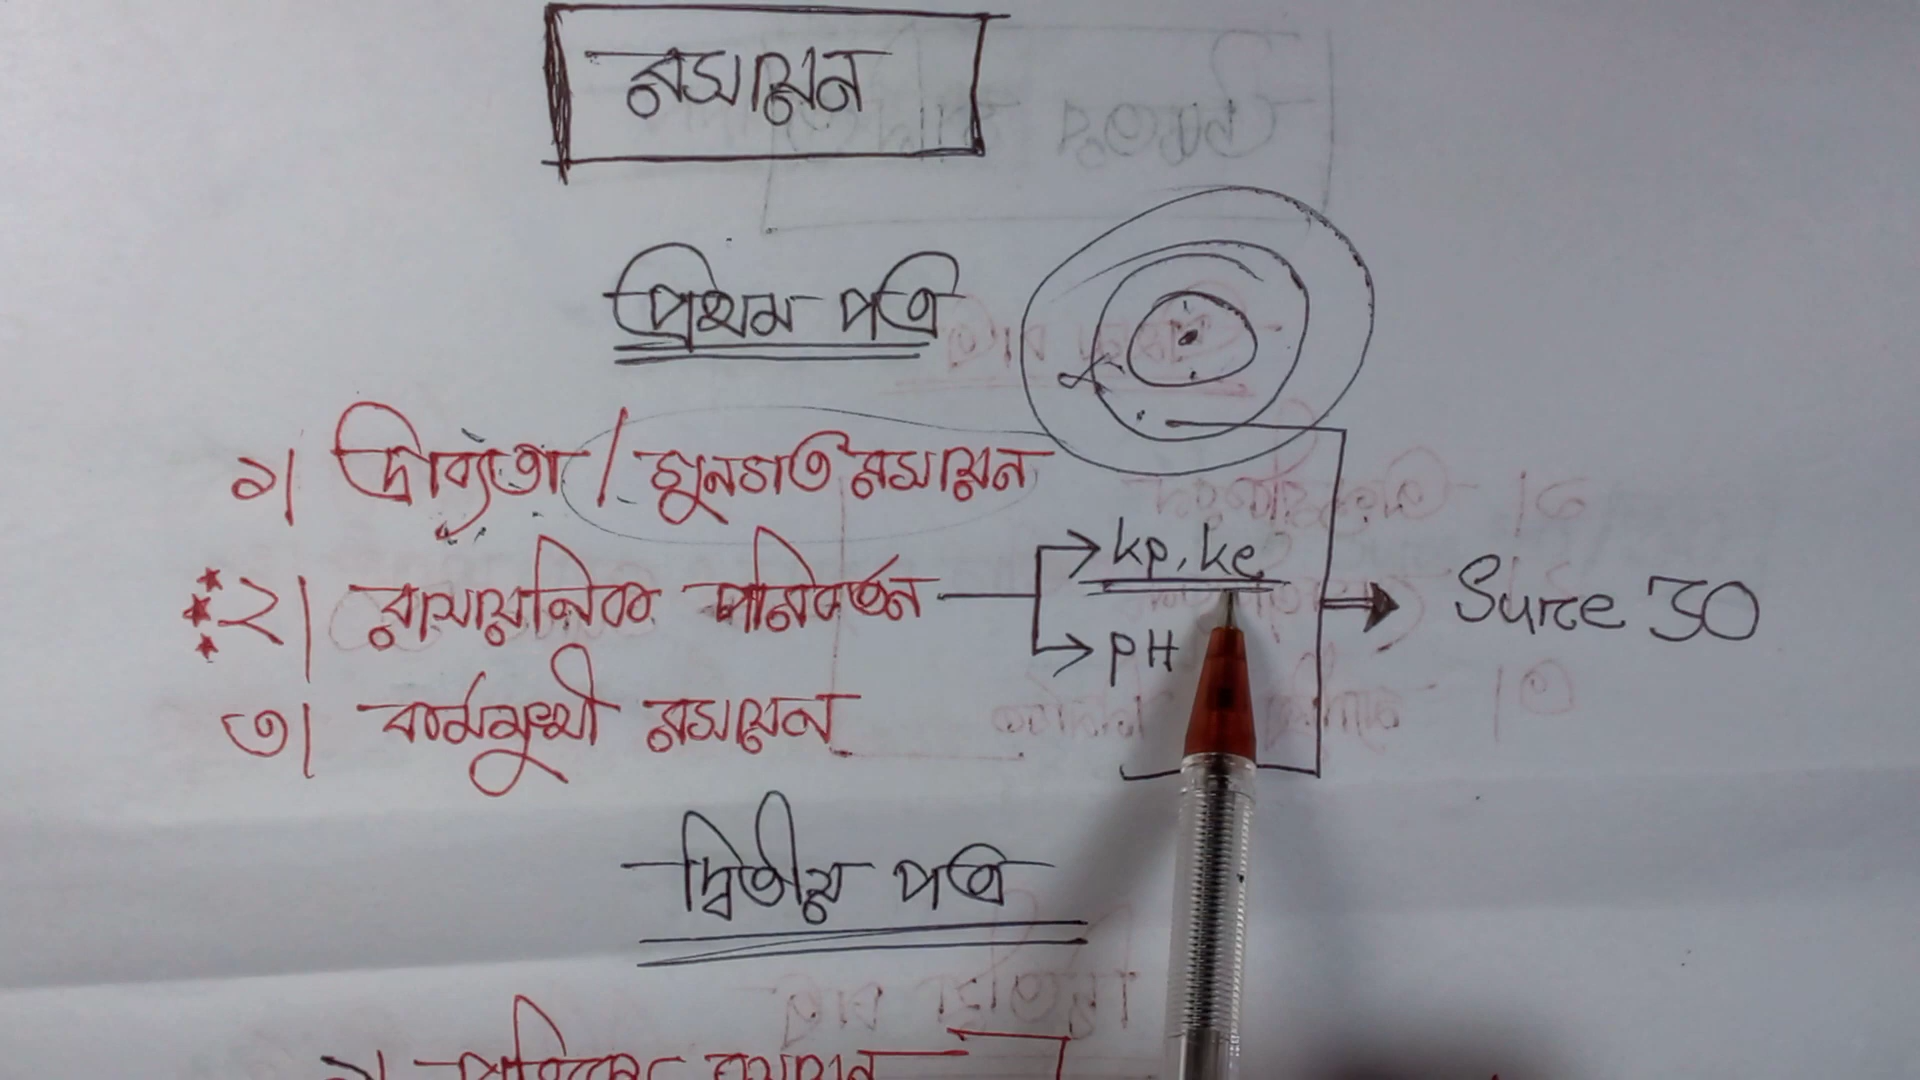 রসায়ন
প্রথম পত্র
১| দ্রাব্যতা / গুনগত রসায়ন
২| রাসায়নিক পরিবর্তন → kp, kc
→ pH
→ Sure 30
৩| কর্মমুখী রসায়ন
দ্বিতীয় পত্র
রসায়ন